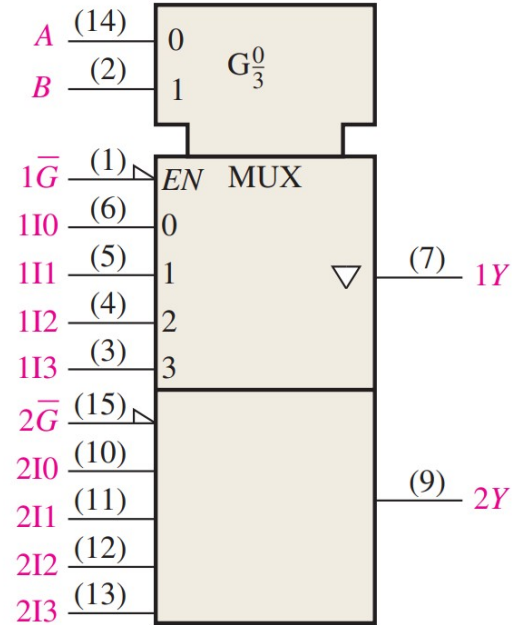 A (14) 0 G 0/3
B (2) 1
1G̅ (1) EN MUX
1I0 (6) 0
1I1 (5) 1 (7) 1Y
1I2 (4) 2
1I3 (3) 3
2G̅ (15)
2I0 (10) (9) 2Y
2I1 (11)
2I2 (12)
2I3 (13)